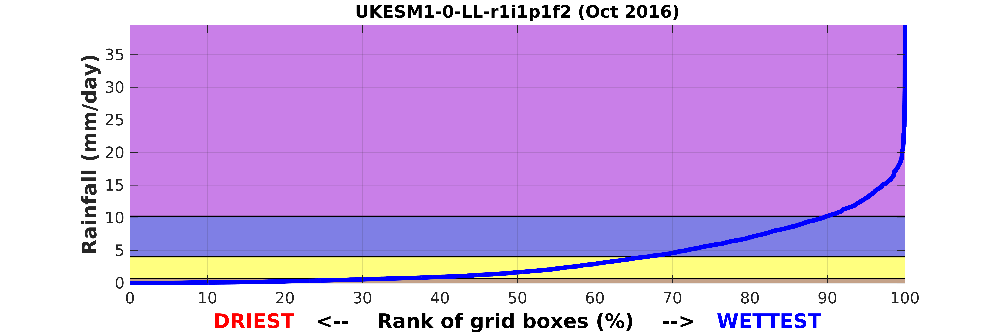 UKESM1-0-LL-r1i1p1f2 (Oct 2016)
Rainfall (mm/day)
35
30
25
20
15
10
5
0
0 10 20 30 40 50 60 70 80 90 100
DRIEST <-- Rank of grid boxes (%) --> WETTEST